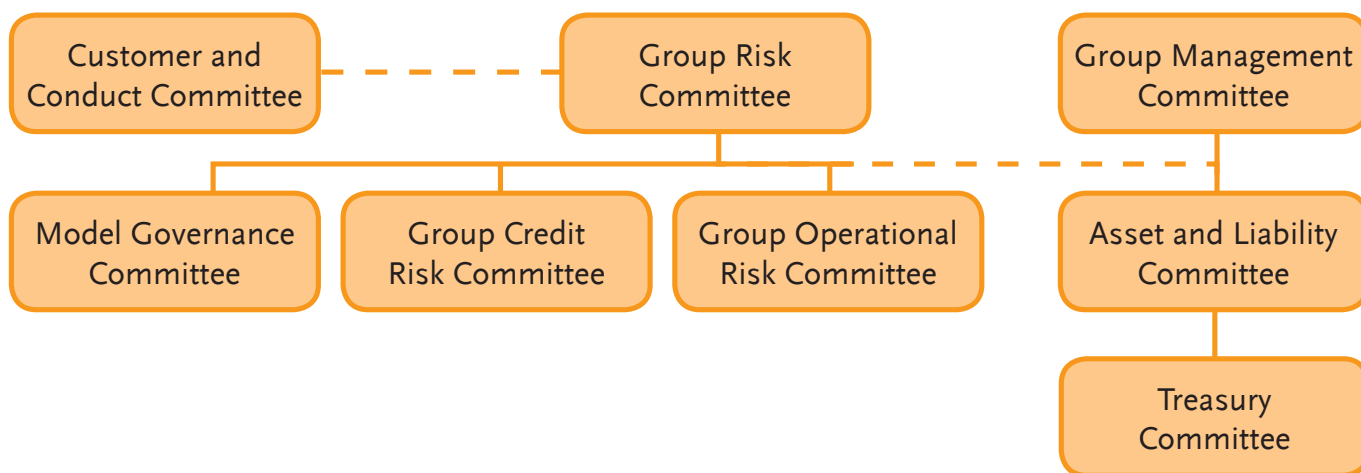 Customer and
Conduct Committee
Group Risk
Committee
Group Management
Committee
Model Governance
Committee
Group Credit
Risk Committee
Group Operational
Risk Committee
Asset and Liability
Committee
Treasury
Committee